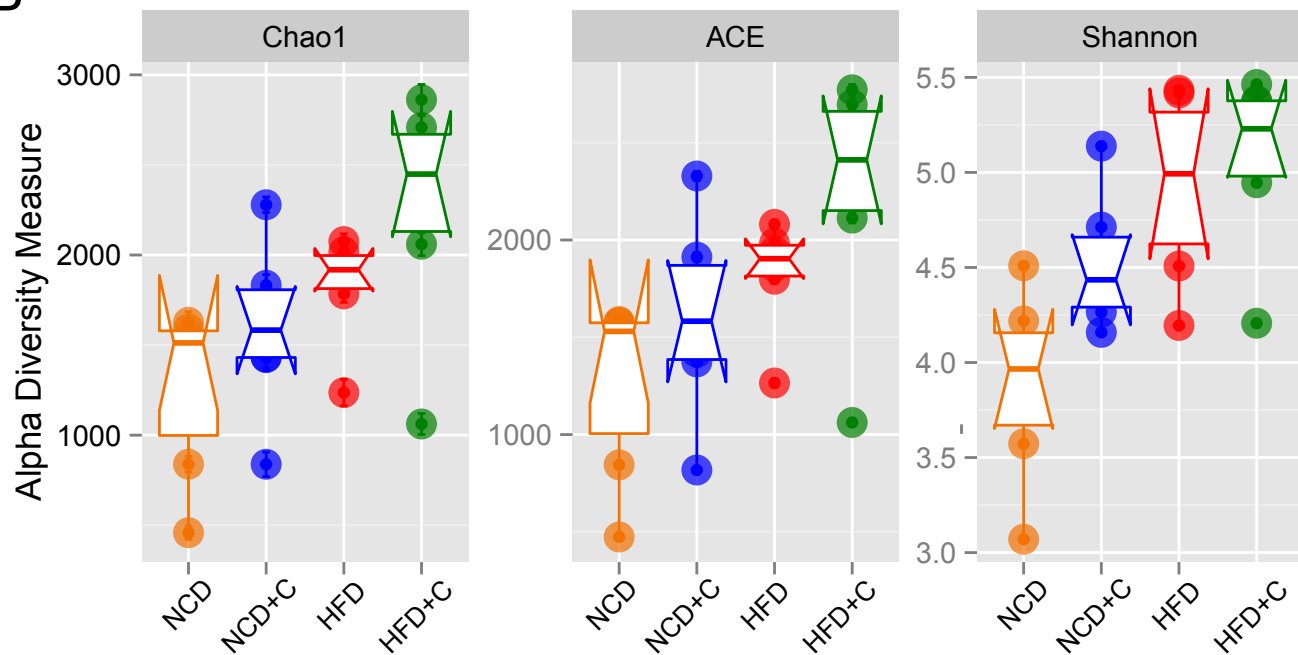 Chao1
ACE
Shannon
Alpha Diversity Measure
3000
2000
1000
2000
1000
5.5
5.0
4.5
4.0
3.5
3.0
NCD
NCD+C
HFD
HFD+C
NCD
NCD+C
HFD
HFD+C
NCD
NCD+C
HFD
HFD+C